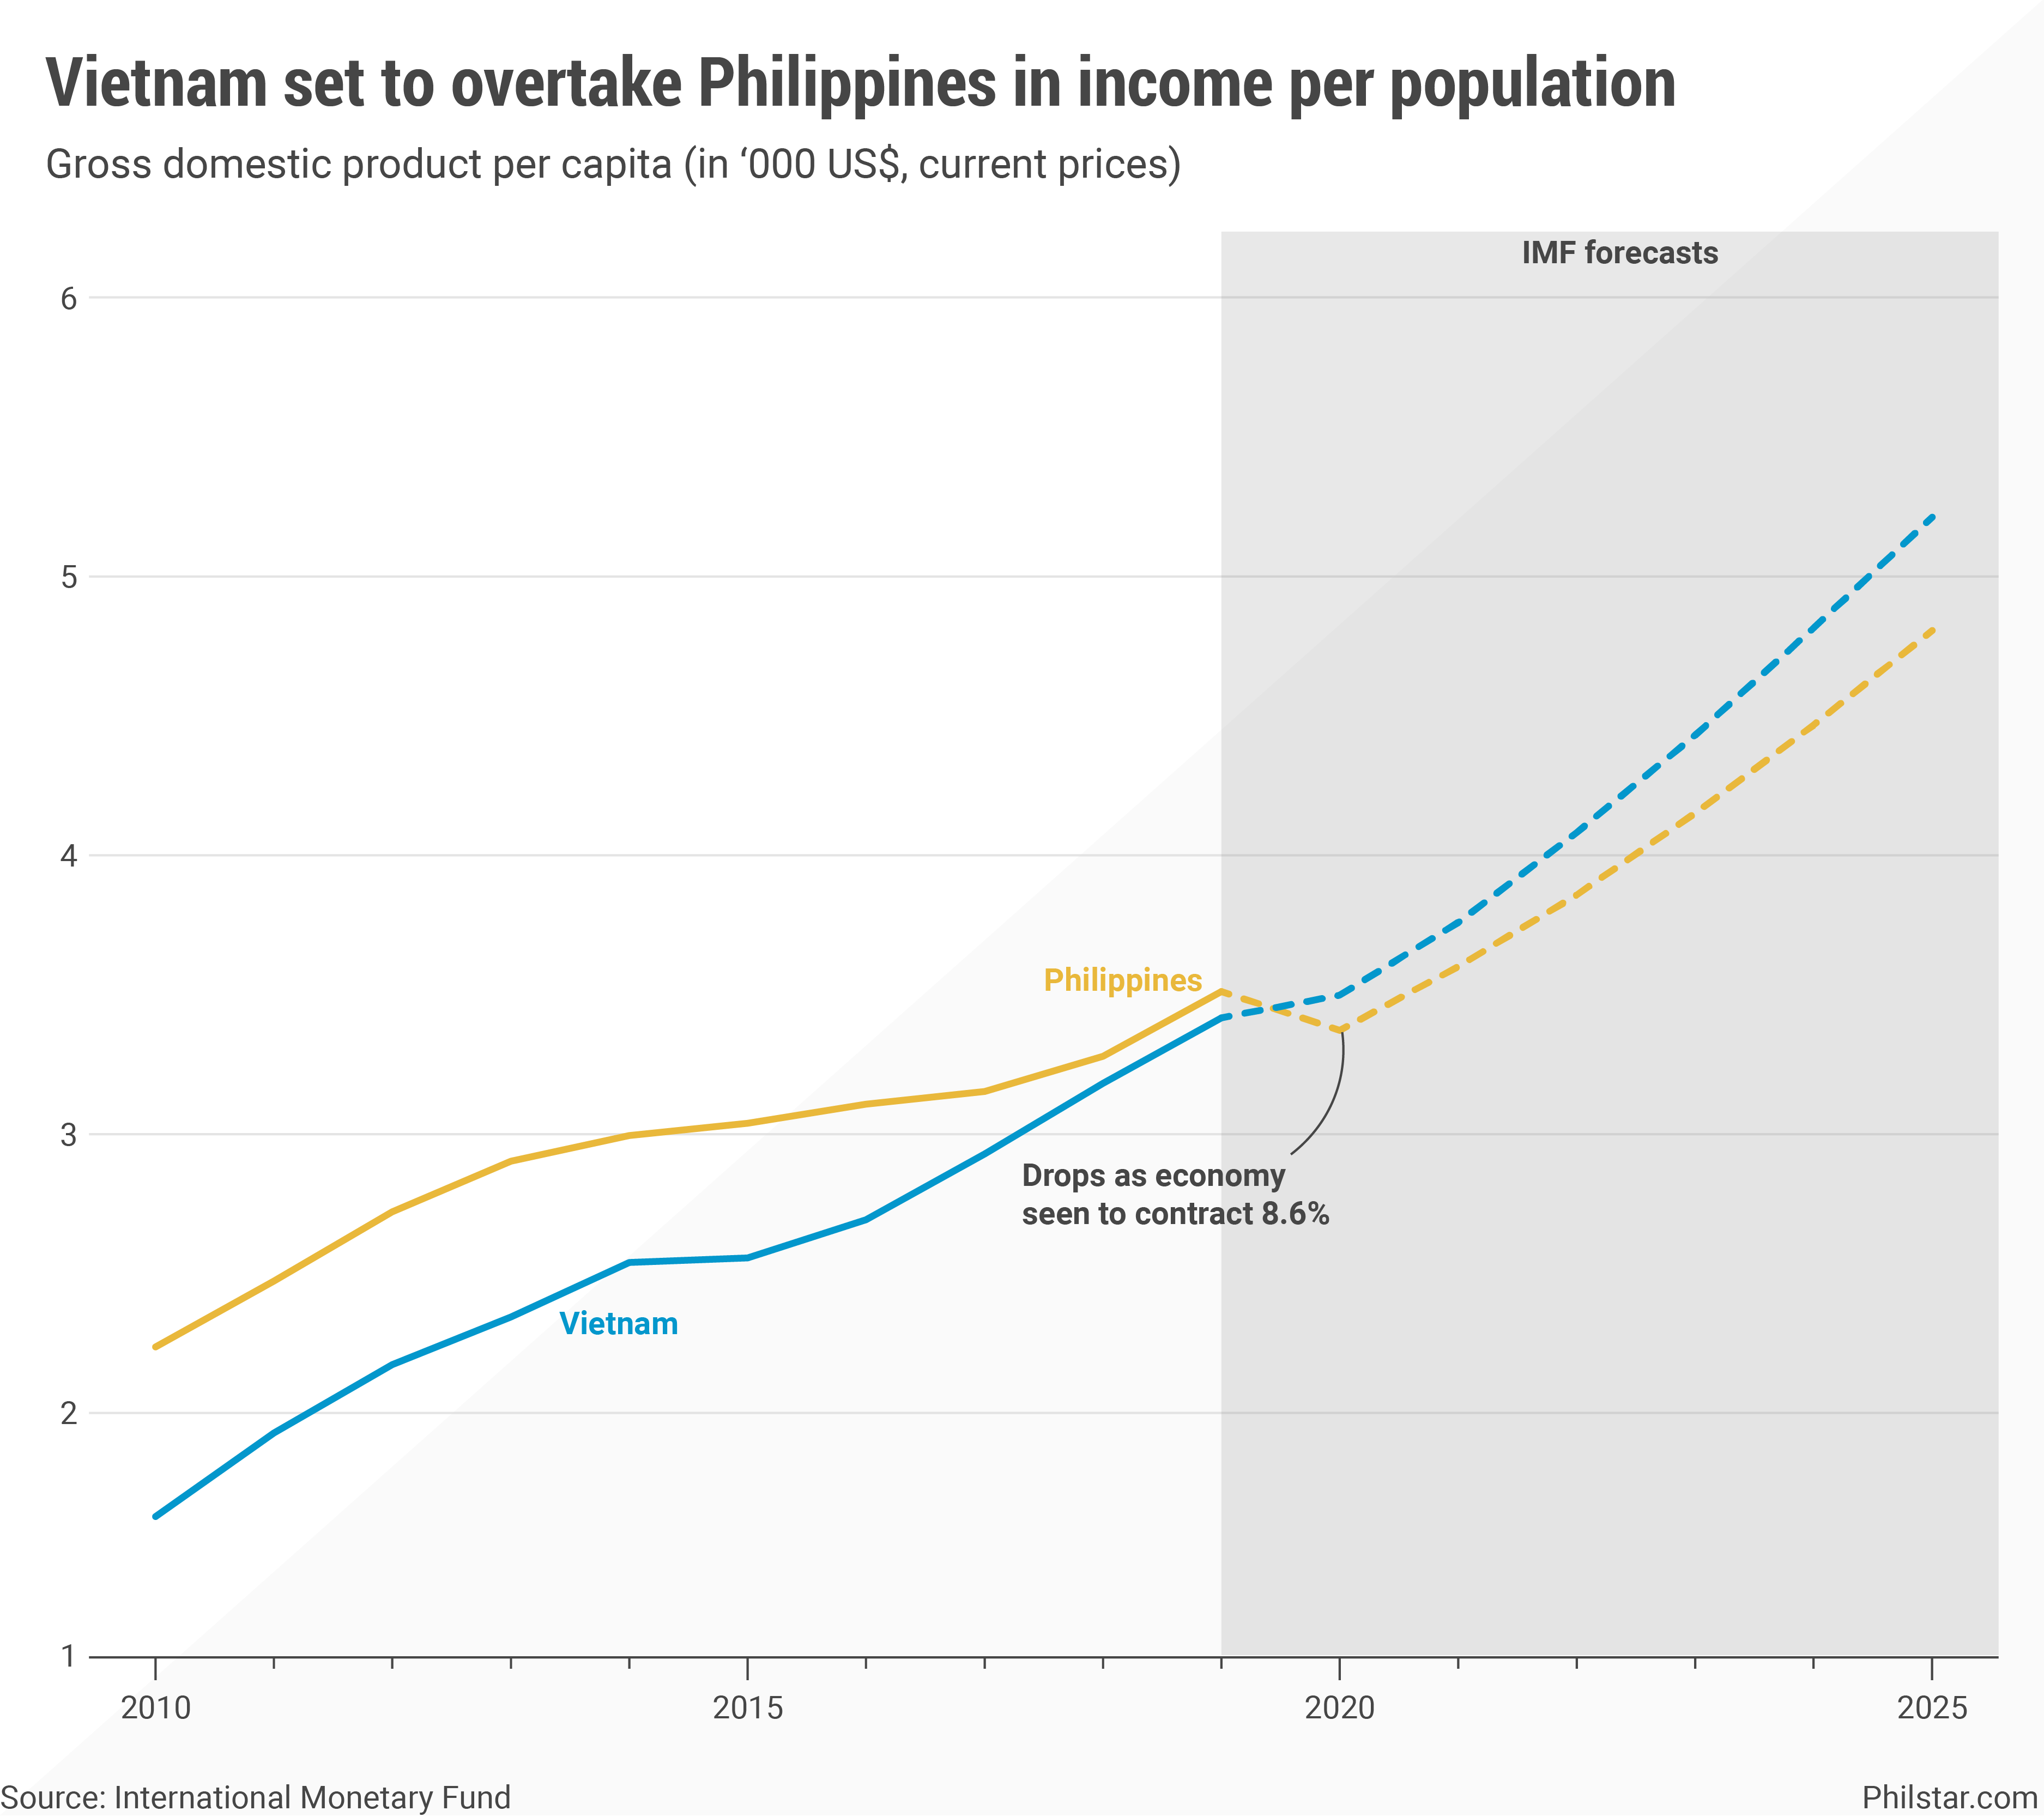 Vietnam set to overtake Philippines in income per population
Gross domestic product per capita (in ‘000 US$, current prices)
IMF forecasts
6
5
4
3
2
1
Philippines
Drops as economy
seen to contract 8.6%
Vietnam
2010
2015
2020
2025
Source: International Monetary Fund
Philstar.com